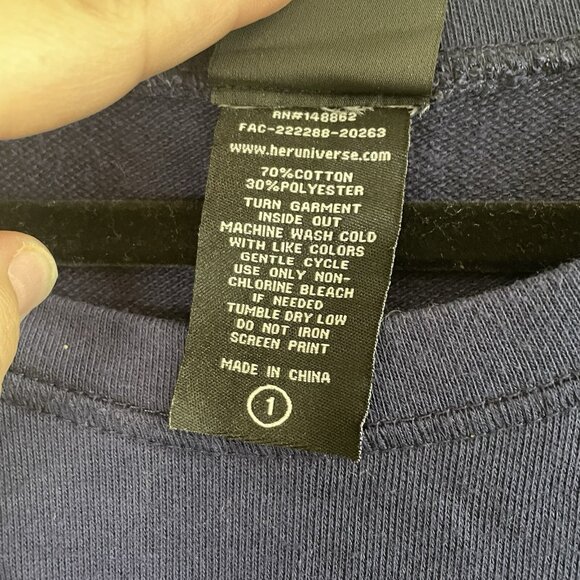 RN#148862
FAC-222288-20263
www.heruniverse.com
70%COTTON
30%POLYESTER
TURN GARMENT
INSIDE OUT
MACHINE WASH COLD
WITH LIKE COLORS
GENTLE CYCLE
USE ONLY NON-
CHLORINE BLEACH
IF NEEDED
TUMBLE DRY LOW
DO NOT IRON
SCREEN PRINT
MADE IN CHINA
1